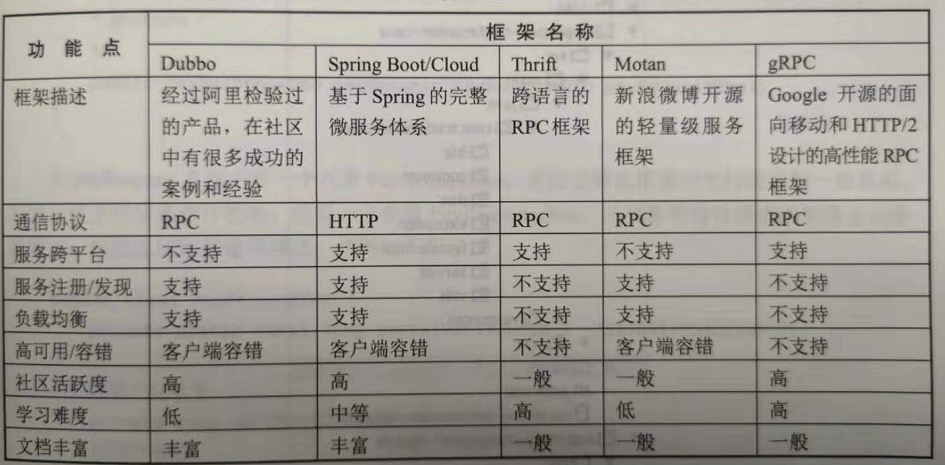 功能点 框架名称
Dubbo Spring Boot/Cloud Thrift Motan gRPC
框架描述 经过阿里检验过 基于 Spring 的完整 跨语言的 新浪微博开源 Google 开源的面
的产品，在社区 微服务体系 RPC 框架 的轻量级服务 向移动和 HTTP/2
中有很多成功的 框架 设计的高性能 RPC
案例和经验 框架
通信协议 RPC HTTP RPC RPC RPC
服务跨平台 不支持 支持 支持 不支持 支持
服务注册/发现 支持 支持 不支持 支持 不支持
负载均衡 支持 支持 不支持 支持 不支持
高可用/容错 客户端容错 客户端容错 不支持 客户端容错 不支持
社区活跃度 高 高 一般 一般 高
学习难度 低 中等 高 低 高
文档丰富 丰富 丰富 一般 一般 一般